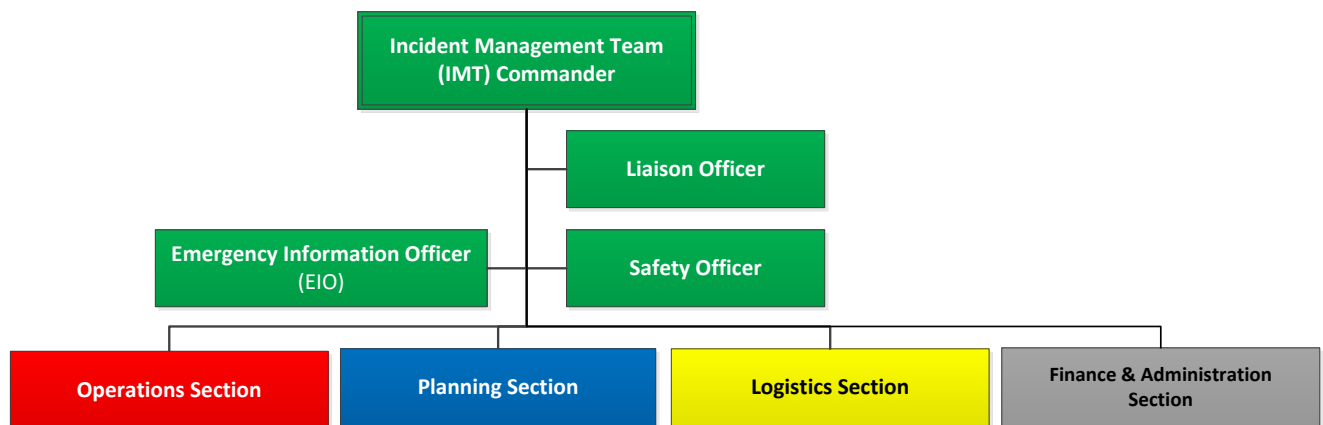 Incident Management Team
(IMT) Commander
Liaison Officer
Emergency Information Officer
(EIO)
Safety Officer
Operations Section
Planning Section
Logistics Section
Finance & Administration
Section